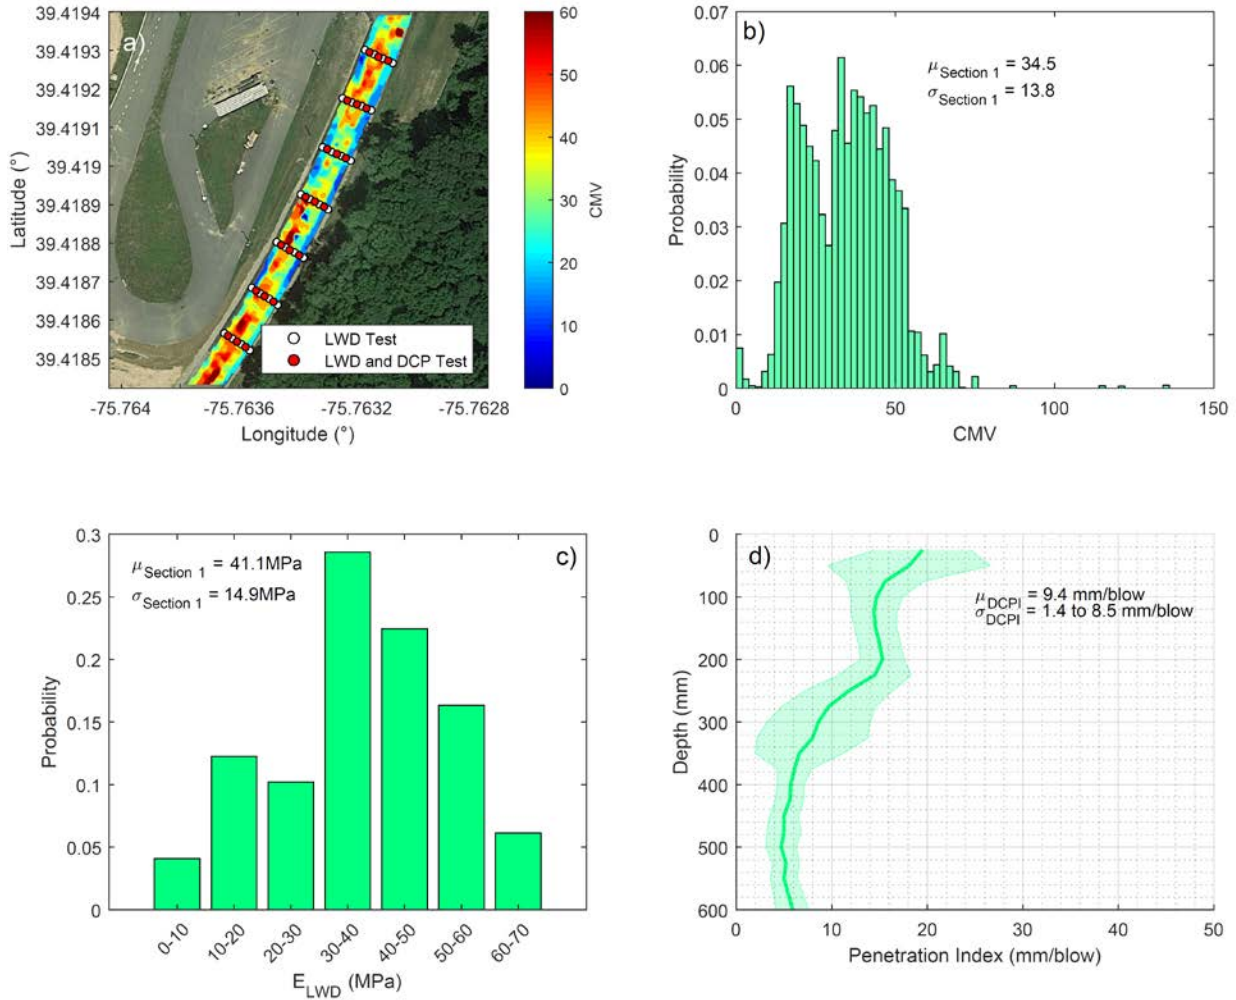 a)
39.4194
39.4193
39.4192
39.4191
39.419
39.4189
39.4188
39.4187
39.4186
39.4185
Latitude (°)
-75.764
-75.7636
-75.7632
-75.7628
Longitude (°)
LWD Test
LWD and DCP Test
60
50
40
30
20
10
0
CMV
b)
μSection 1 = 34.5
σSection 1 = 13.8
0.07
0.06
0.05
0.04
0.03
0.02
0.01
0
Probability
0
50
100
150
CMV
c)
μSection 1 = 41.1MPa
σSection 1 = 14.9MPa
0.3
0.25
0.2
0.15
0.1
0.05
0
Probability
0-10
10-20
20-30
30-40
40-50
50-60
60-70
ELWD (MPa)
d)
μDCPI = 9.4 mm/blow
σDCPI = 1.4 to 8.5 mm/blow
0
100
200
300
400
500
600
Depth (mm)
0
10
20
30
40
50
Penetration Index (mm/blow)